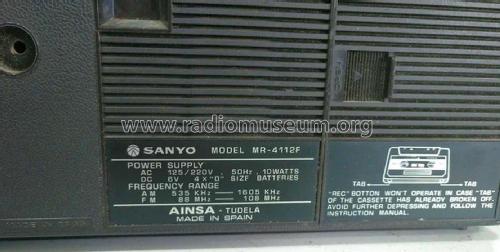 www.radiomuseum.org
SANYO MODEL MR-4112F
POWER SUPPLY
AC 125/220V. 50Hz. 10WATTS
DC 6V 4x"D" SIZE BATTERIES
FREQUENCY RANGE
AM 535 KHz — 1605 KHz
FM 88 MHz — 108 MHz
AINSA - TUDELA
MADE IN SPAIN
TAB TAB
"REC" BUTTON WON'T OPERATE IN CASE "TAB"
OF THE CASSETTE HAS ALREADY BROKEN OFF.
AVOID FURTHER DEPRESSING AND FOLLOW THE
INSTRUCTION MANUAL.